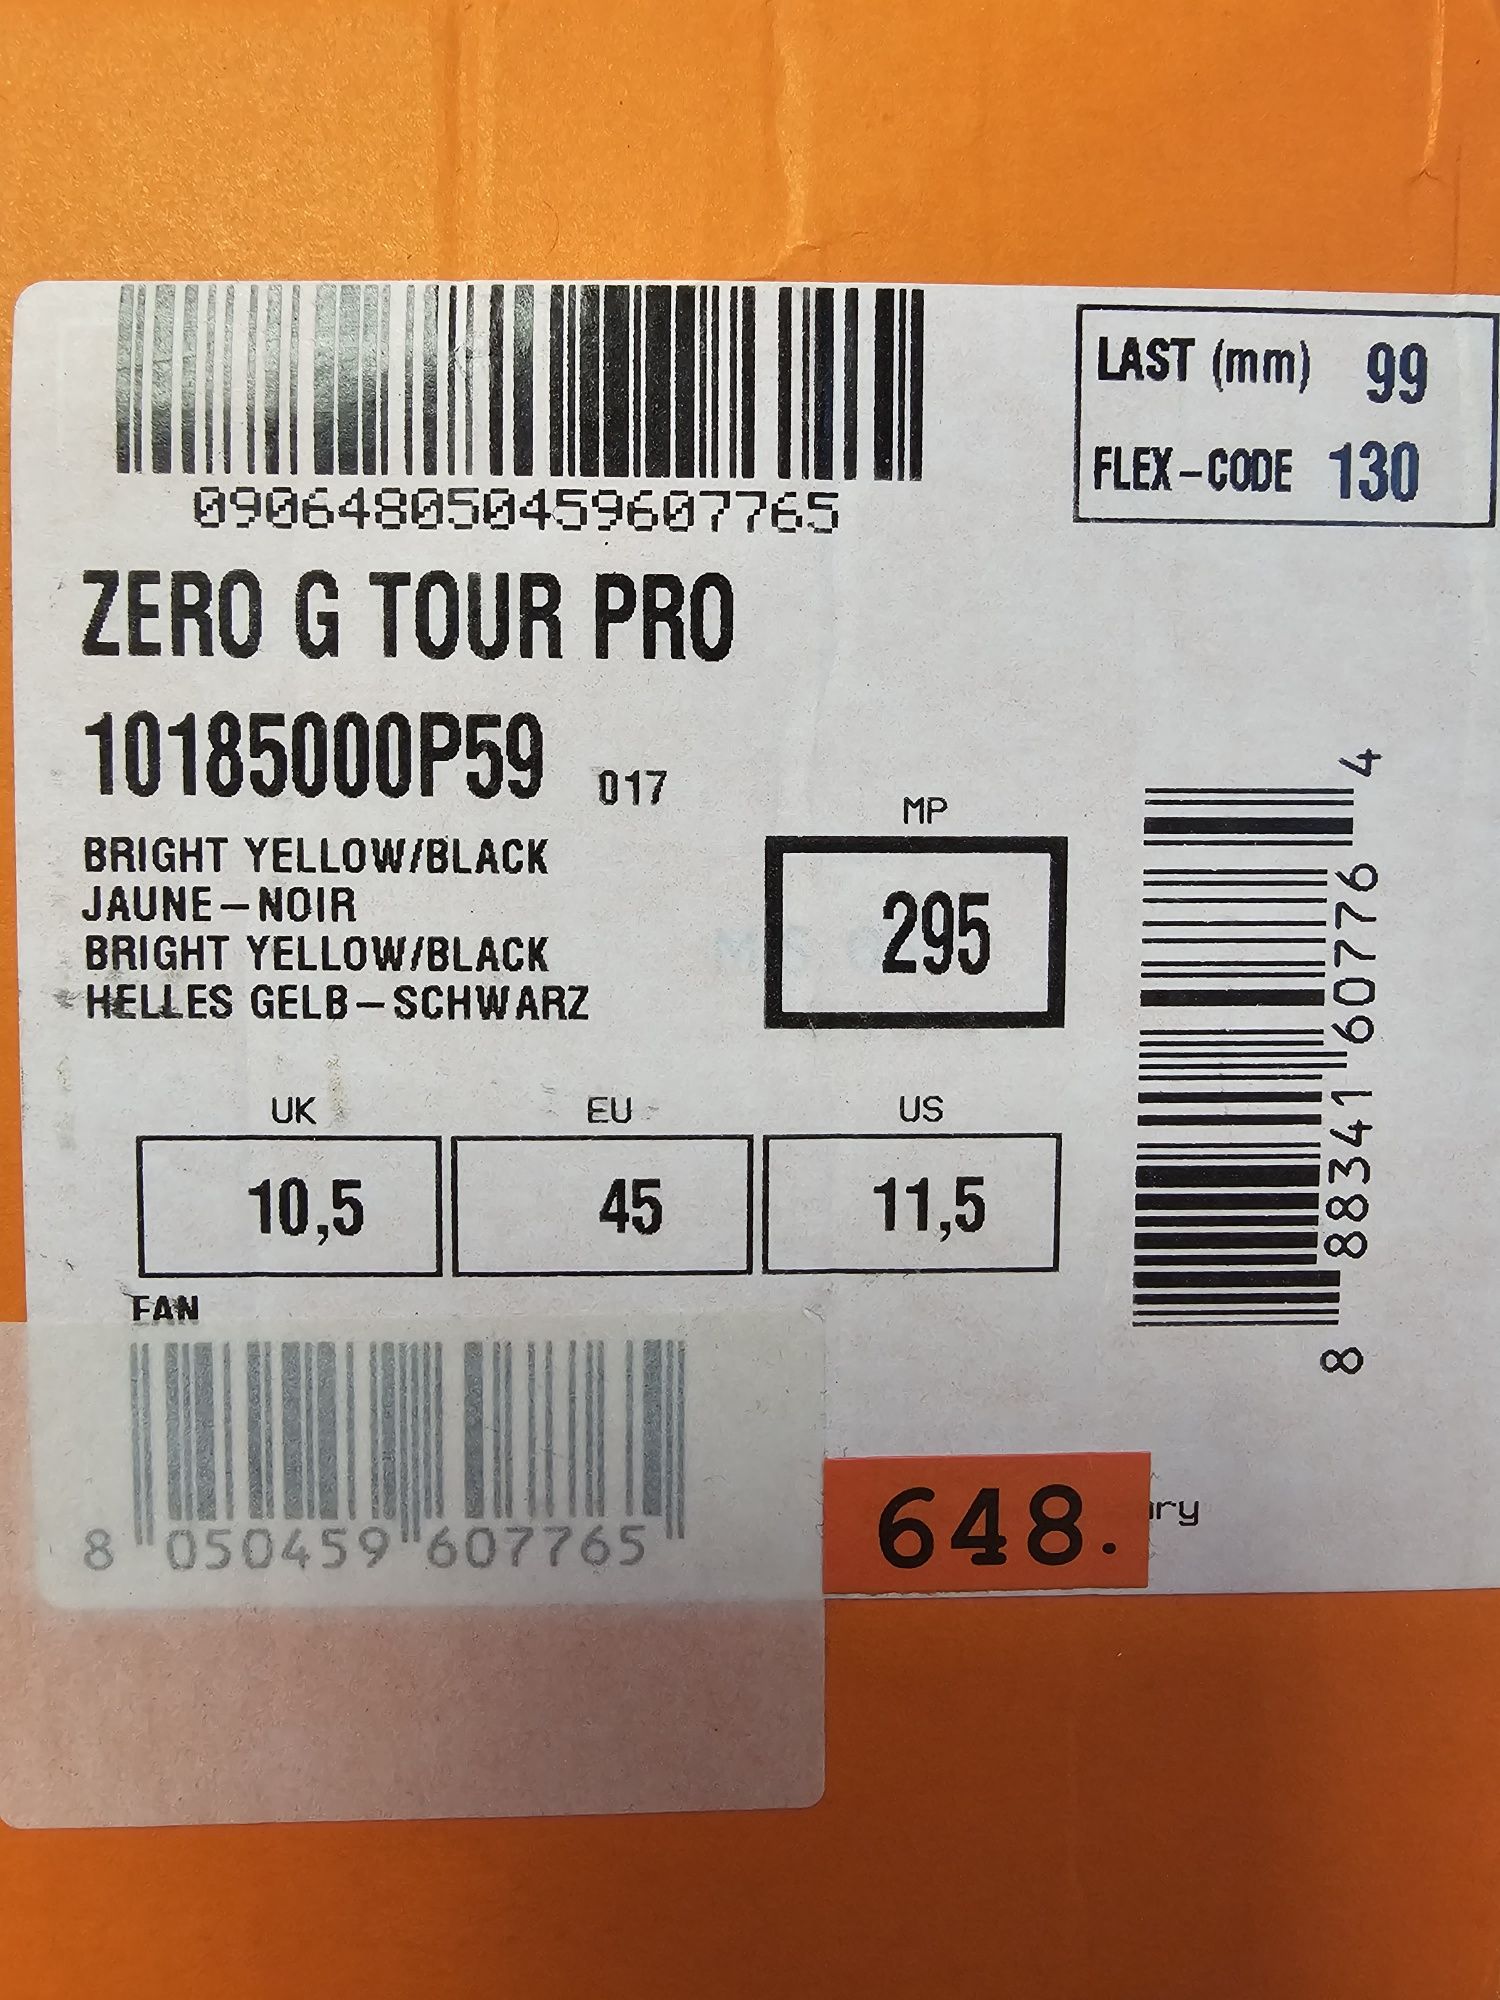 LAST (mm) 99
FLEX-CODE 130
090648050459607765
ZERO G TOUR PRO
10185000P59 017
BRIGHT YELLOW/BLACK
JAUNE-NOIR
BRIGHT YELLOW/BLACK
HELLES GELB-SCHWARZ
MP
295
UK EU US
10,5 45 11,5
EAN
8 050459 607765
8 88341 60776 4
648.